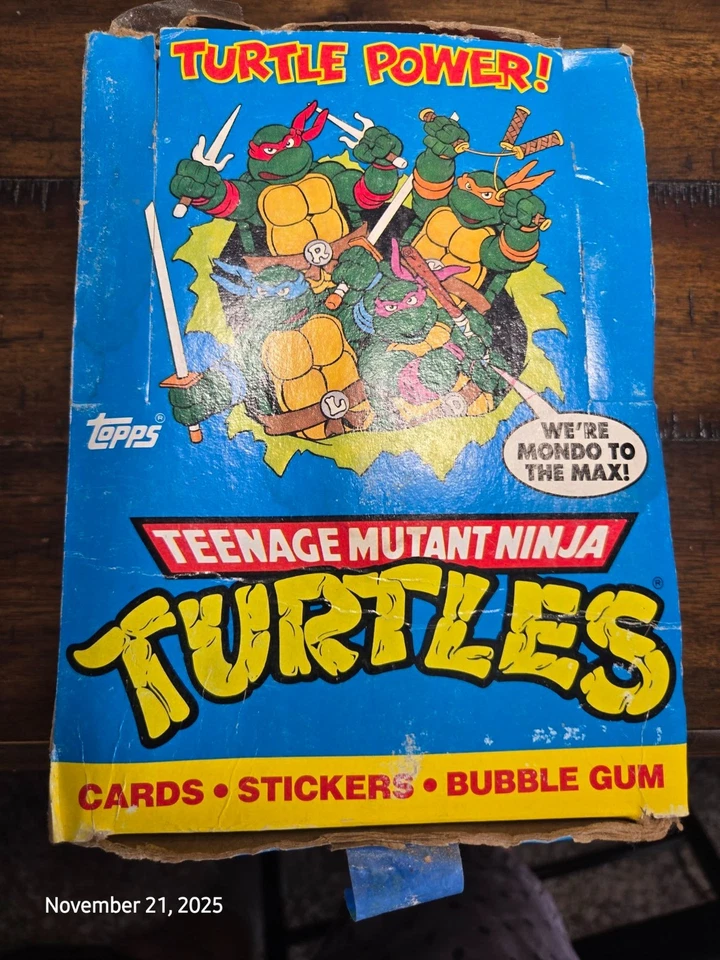 TURTLE POWER!
R
L
D
TOPPS®
WE'RE
MONDO TO
THE MAX!
TEENAGE MUTANT NINJA
TURTLES®
CARDS • STICKERS • BUBBLE GUM
November 21, 2025